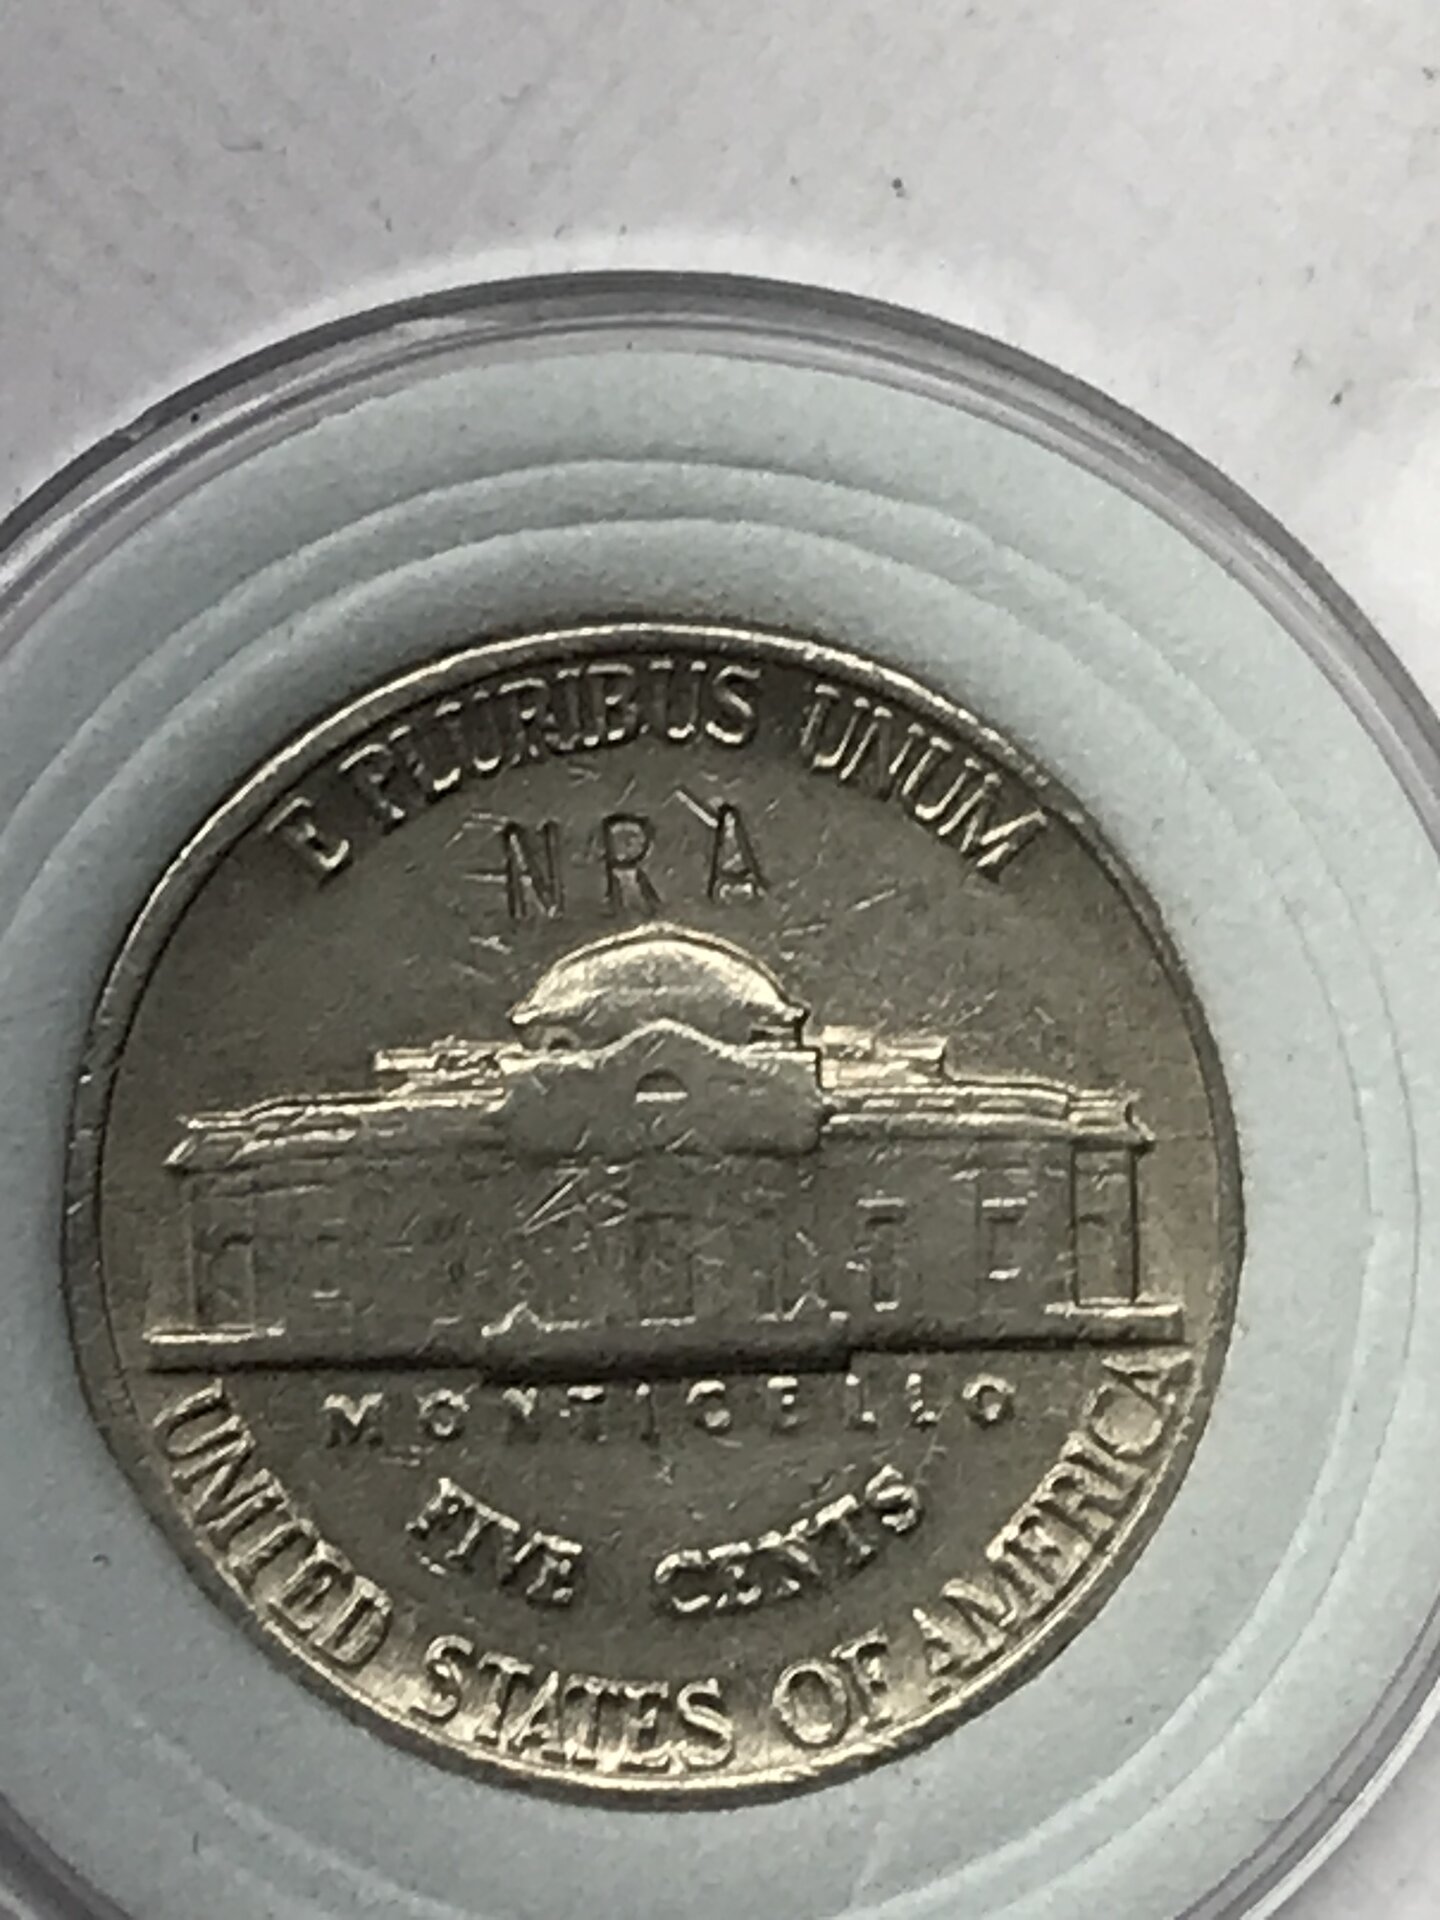 E PLURIBUS UNUM
NRA
MONTICELLO
FIVE CENTS
UNITED STATES OF AMERICA